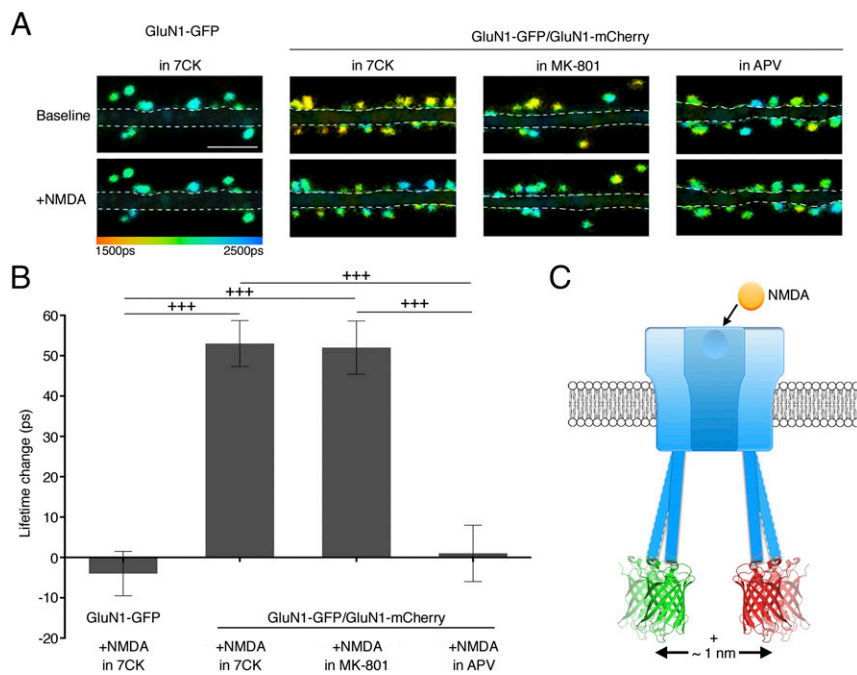 A
GluN1-GFP
GluN1-GFP/GluN1-mCherry
in 7CK
in 7CK
in MK-801
in APV
Baseline
+NMDA
1500ps
2500ps
B
+++
+++
+++
+++
60
50
40
30
20
10
0
-10
-20
Lifetime change (ps)
GluN1-GFP
GluN1-GFP/GluN1-mCherry
+NMDA
in 7CK
+NMDA
in 7CK
+NMDA
in MK-801
+NMDA
in APV
C
NMDA
+
~ 1 nm